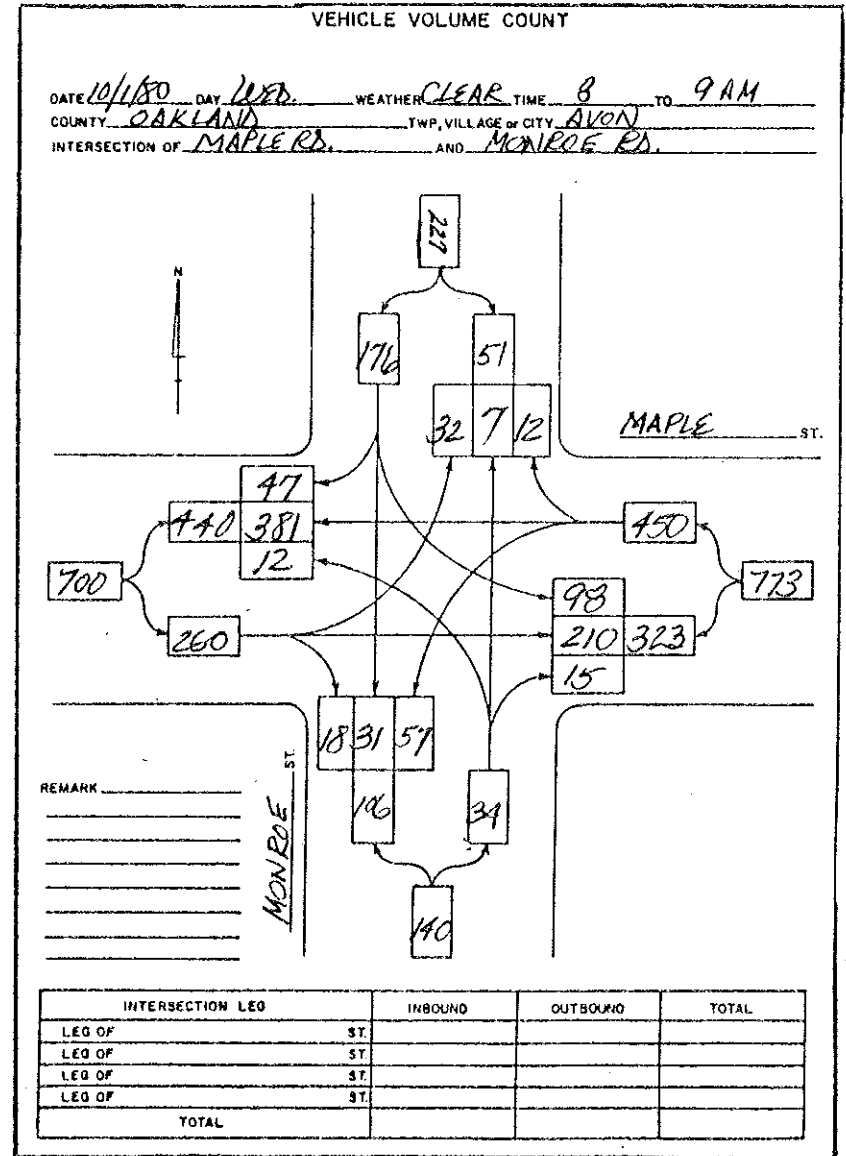 VEHICLE VOLUME COUNT
DATE 10/1/80 DAY WED. WEATHER CLEAR TIME 8 TO 9 AM
COUNTY OAKLAND TWP, VILLAGE or CITY AVON
INTERSECTION OF MAPLE RD. AND MONROE RD.
227
N
176 51
32 7 12
MAPLE ST.
47
440 381 450
12
700 773
98
260 210 323
15
18 31 57
REMARK
MONROE ST.
106 34
140
INTERSECTION LEG INBOUND OUTBOUND TOTAL
LEG OF ST.
LEG OF ST.
LEG OF ST.
LEG OF ST.
TOTAL